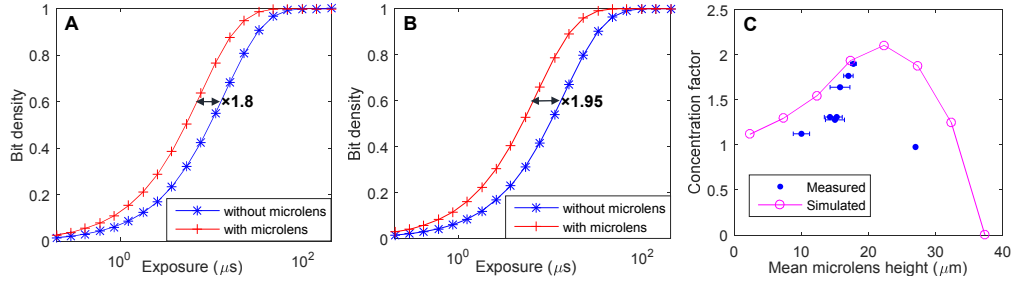 A
1
0.8
0.6
0.4
0.2
0
Bit density
×1.8
without microlens
with microlens
10^0
10^2
Exposure (μs)
B
1
0.8
0.6
0.4
0.2
0
Bit density
×1.95
without microlens
with microlens
10^0
10^2
Exposure (μs)
C
2.5
2
1.5
1
0.5
0
Concentration factor
Measured
Simulated
0 10 20 30 40
Mean microlens height (μm)